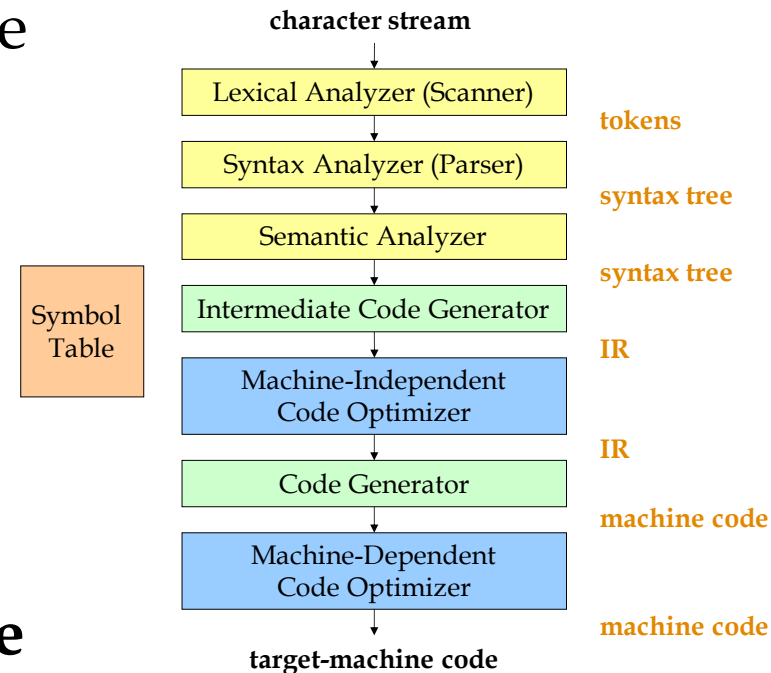 e
character stream
Lexical Analyzer (Scanner)
tokens
Syntax Analyzer (Parser)
syntax tree
Semantic Analyzer
syntax tree
Symbol
Table
Intermediate Code Generator
IR
Machine-Independent
Code Optimizer
IR
Code Generator
machine code
Machine-Dependent
Code Optimizer
machine code
e
target-machine code